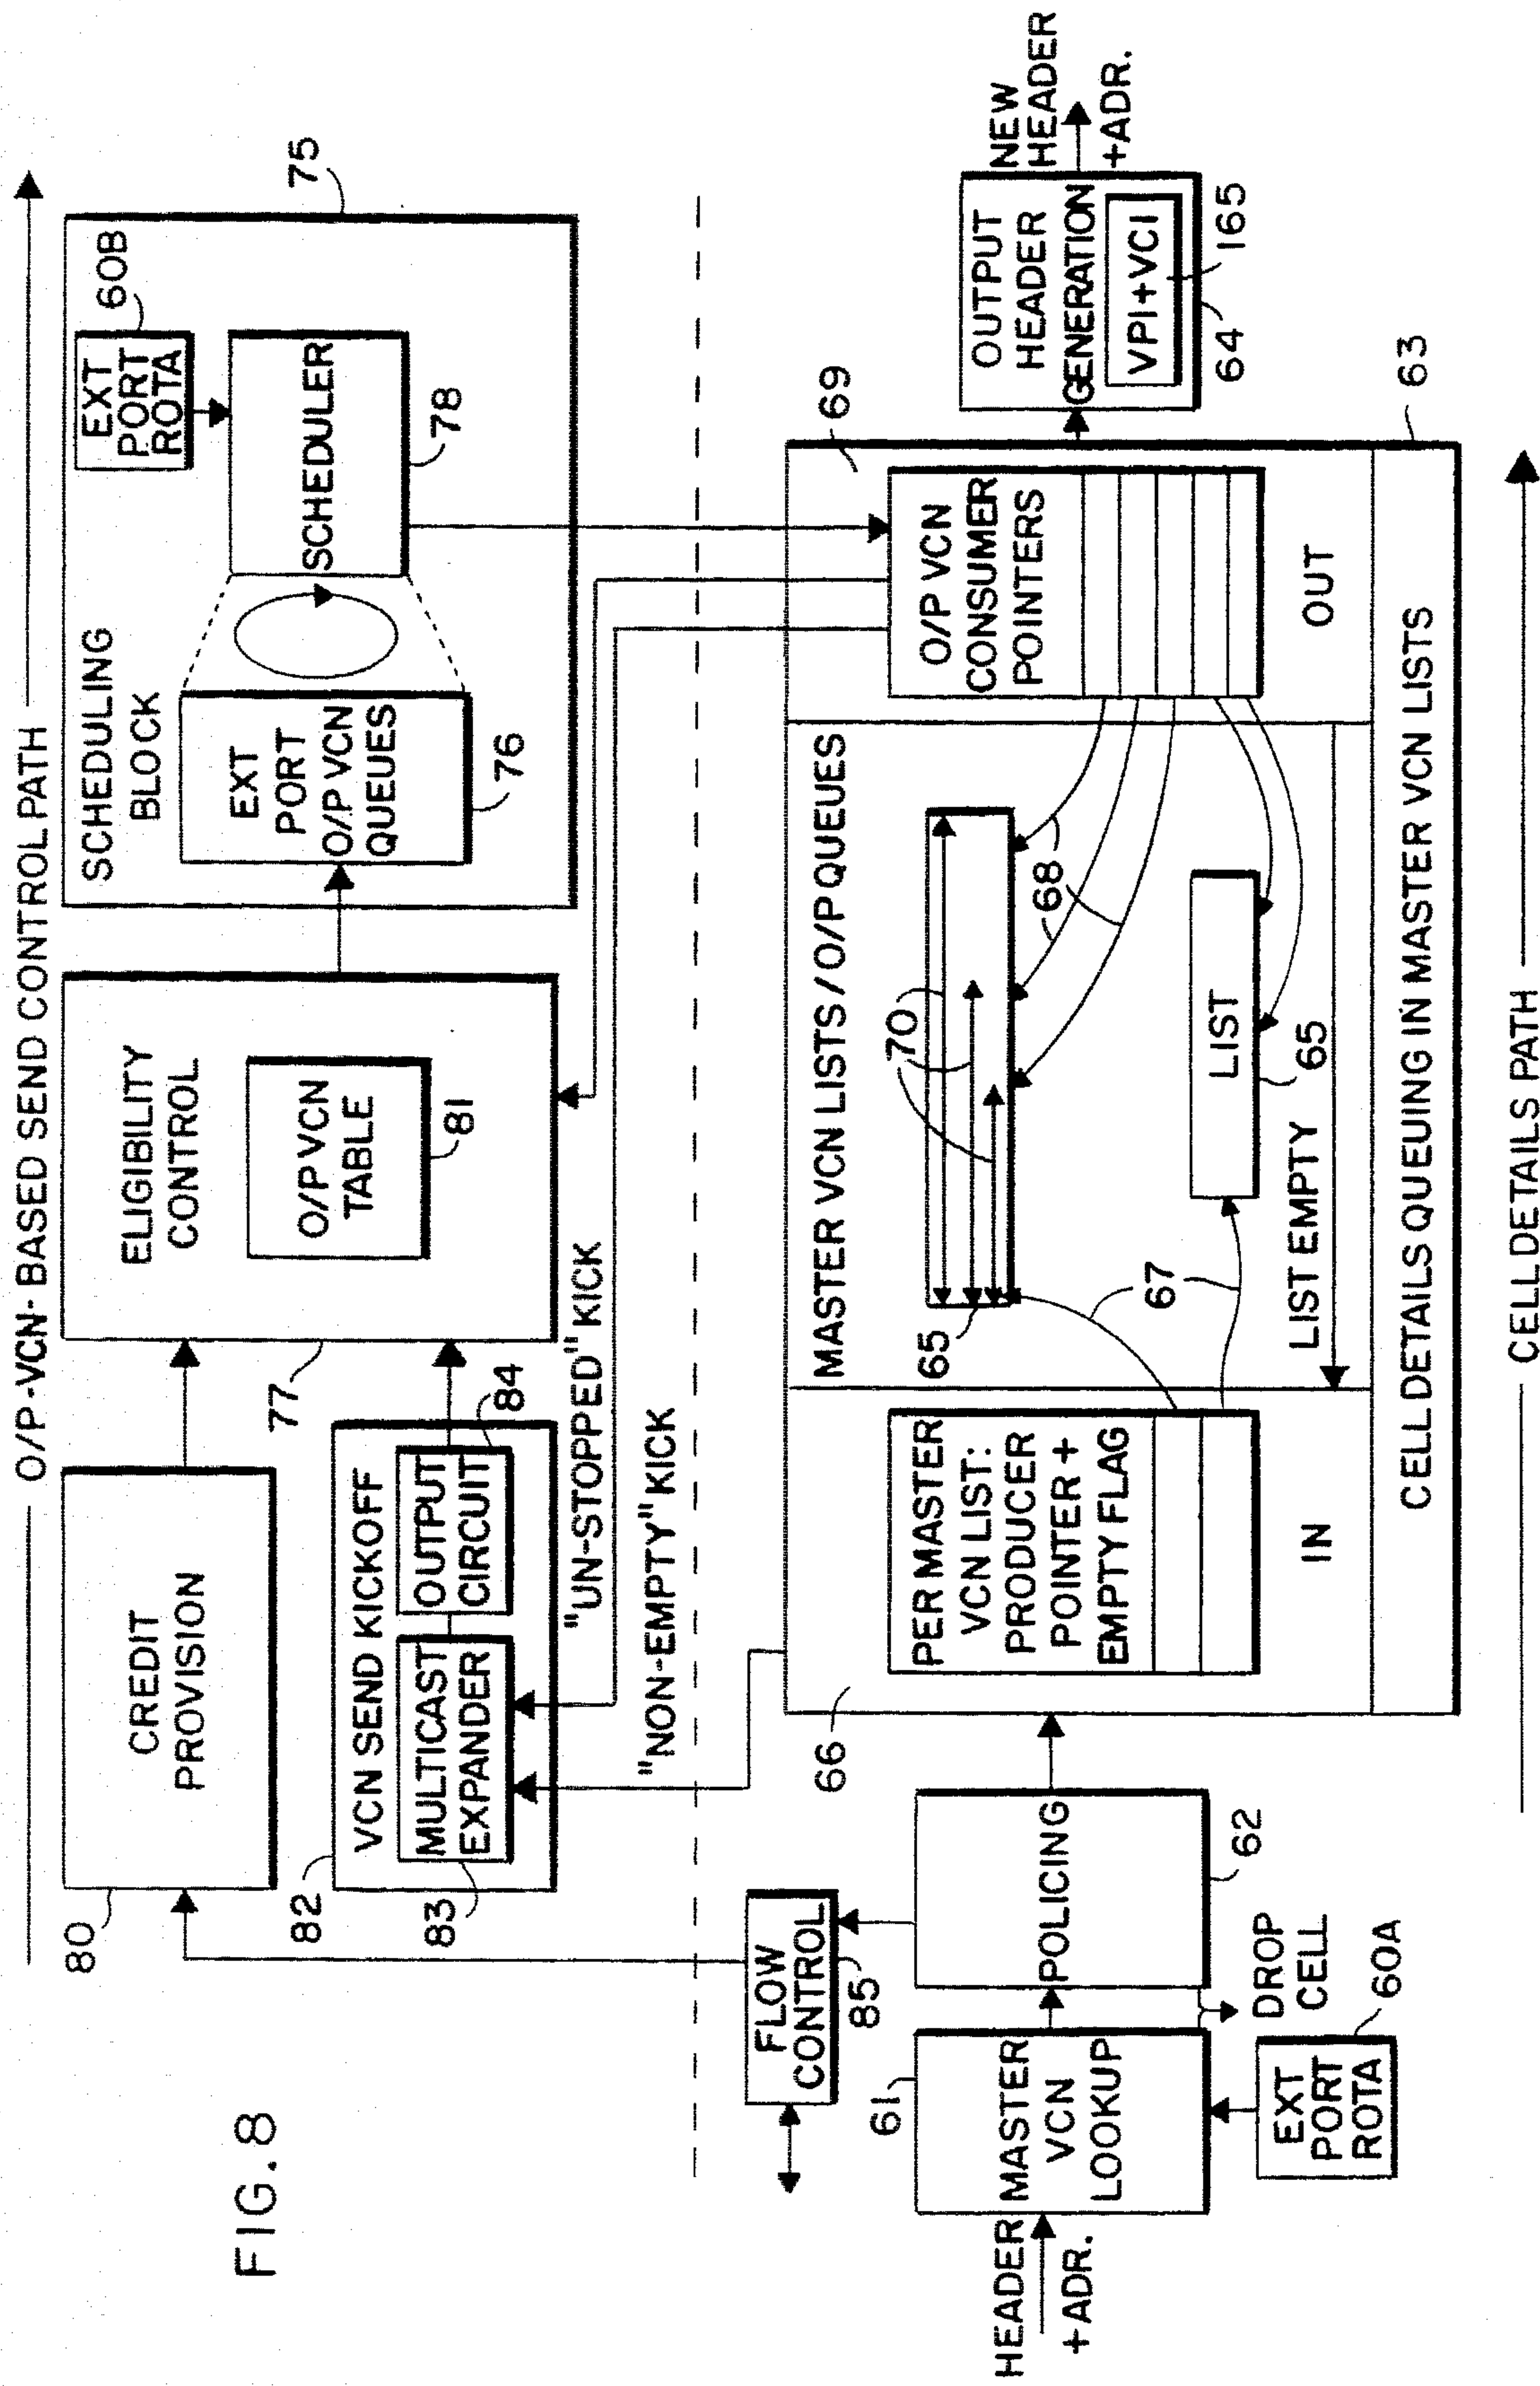 FIG. 8
O/P-VCN-BASED SEND CONTROL PATH
80
CREDIT
PROVISION
77
ELIGIBILITY
CONTROL
O/P VCN
TABLE
81
82
VCN SEND KICKOFF
MULTICAST
EXPANDER
83
OUTPUT
CIRCUIT
84
SCHEDULING
BLOCK
75
EXT
PORT
O/P VCN
QUEUES
76
EXT
PORT
ROTA
60B
SCHEDULER
78
"UN-STOPPED" KICK
"NON-EMPTY" KICK
FLOW
CONTROL
85
HEADER
+ADR.
61
MASTER
VCN
LOOKUP
EXT
PORT
ROTA
60A
DROP
CELL
POLICING
62
66
PER MASTER
VCN LIST:
PRODUCER
POINTER +
EMPTY FLAG
IN
MASTER VCN LISTS/O/P QUEUES
65
70
68
67
LIST
65
LIST EMPTY
69
O/P VCN
CONSUMER
POINTERS
OUT
CELL DETAILS QUEUING IN MASTER VCN LISTS
63
OUTPUT
HEADER
GENERATION
VPI+VCI
64
165
NEW
HEADER
+ADR.
CELL DETAILS PATH